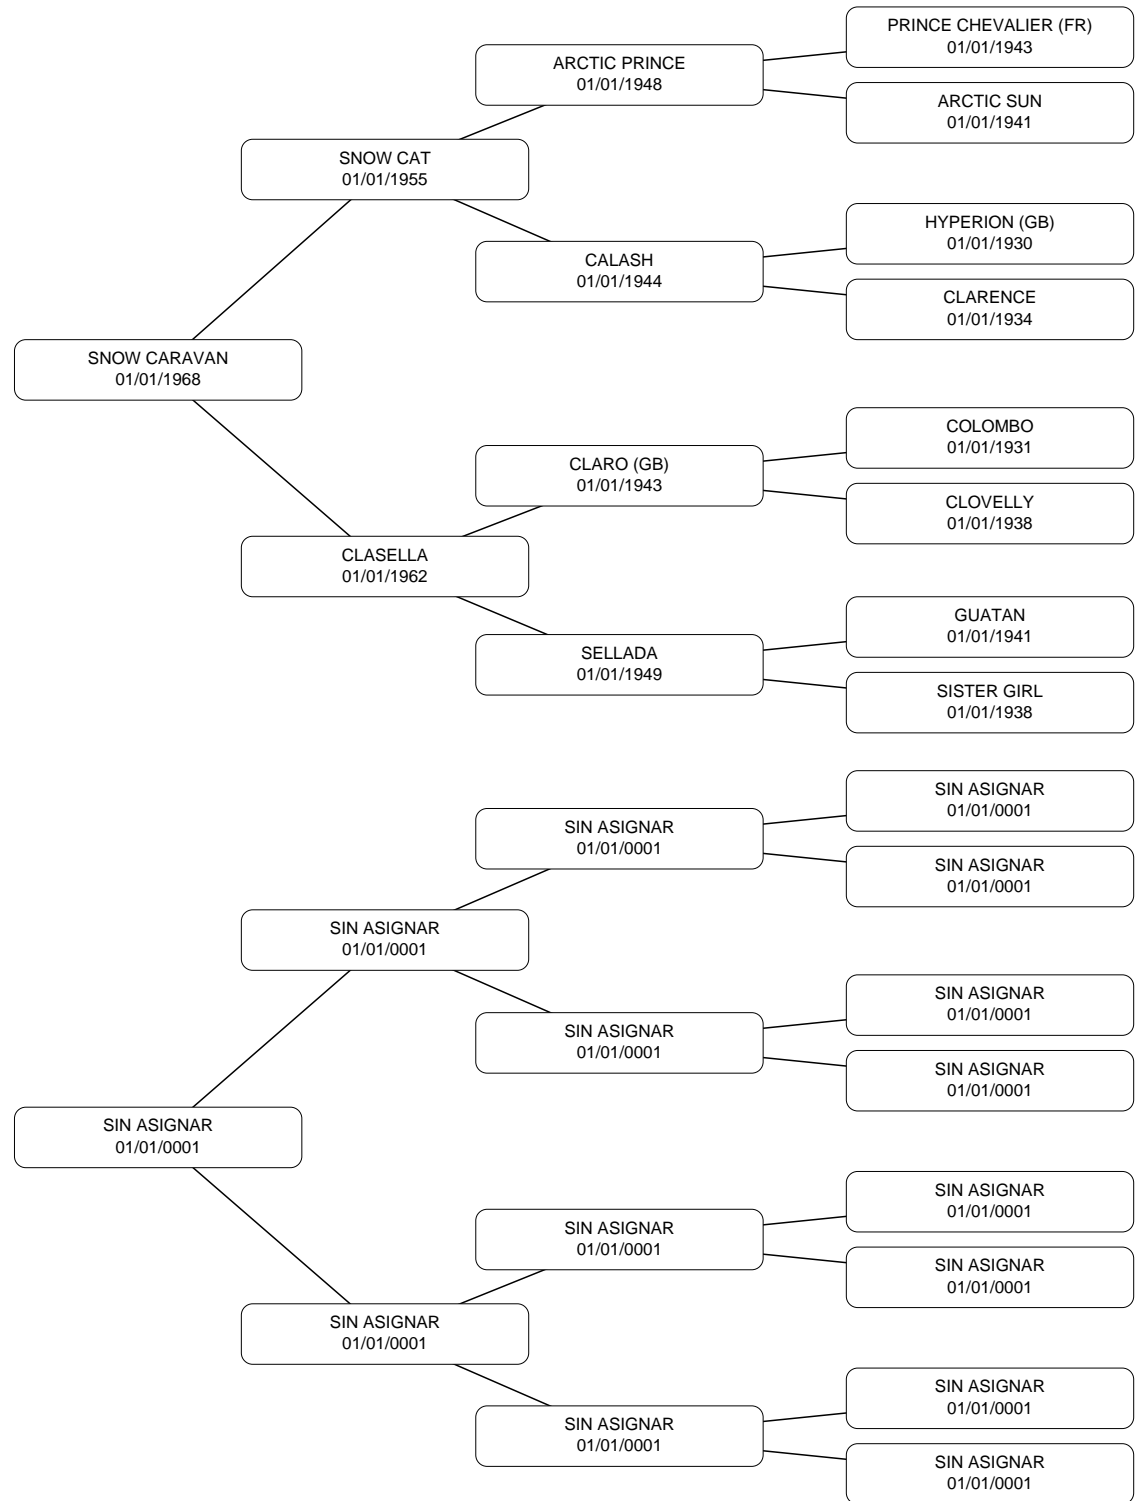 PRINCE CHEVALIER (FR)
01/01/1943
ARCTIC PRINCE
01/01/1948
ARCTIC SUN
01/01/1941
SNOW CAT
01/01/1955
HYPERION (GB)
01/01/1930
CALASH
01/01/1944
CLARENCE
01/01/1934
SNOW CARAVAN
01/01/1968
COLOMBO
01/01/1931
CLARO (GB)
01/01/1943
CLOVELLY
01/01/1938
CLASELLA
01/01/1962
GUATAN
01/01/1941
SELLADA
01/01/1949
SISTER GIRL
01/01/1938
SIN ASIGNAR
01/01/0001
SIN ASIGNAR
01/01/0001
SIN ASIGNAR
01/01/0001
SIN ASIGNAR
01/01/0001
SIN ASIGNAR
01/01/0001
SIN ASIGNAR
01/01/0001
SIN ASIGNAR
01/01/0001
SIN ASIGNAR
01/01/0001
SIN ASIGNAR
01/01/0001
SIN ASIGNAR
01/01/0001
SIN ASIGNAR
01/01/0001
SIN ASIGNAR
01/01/0001
SIN ASIGNAR
01/01/0001
SIN ASIGNAR
01/01/0001
SIN ASIGNAR
01/01/0001